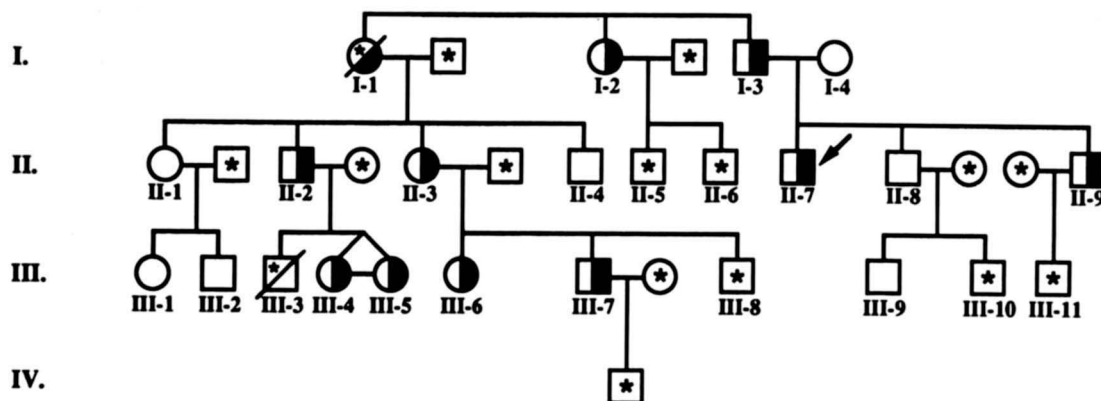 I.
I-1 I-2 I-3 I-4
II.
II-1 II-2 II-3 II-4 II-5 II-6 II-7 II-8 II-9
III.
III-1 III-2 III-3 III-4 III-5 III-6 III-7 III-8 III-9 III-10 III-11
IV.